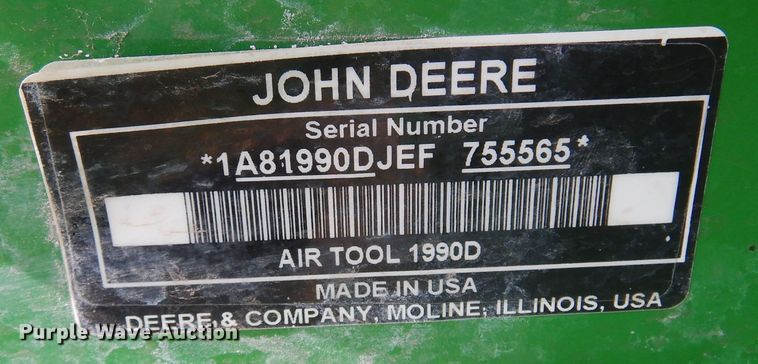 JOHN DEERE
Serial Number
*1A81990DJEF 755565*
AIR TOOL 1990D
MADE IN USA
DEERE & COMPANY, MOLINE, ILLINOIS, USA
Purple Wave Auction